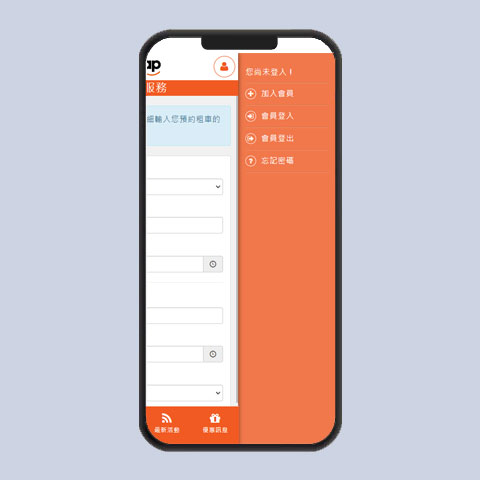 ap
服務
細輸入您預約租車的
您尚未登入！
加入會員
會員登入
會員登出
忘記密碼
最新活動
優惠訊息